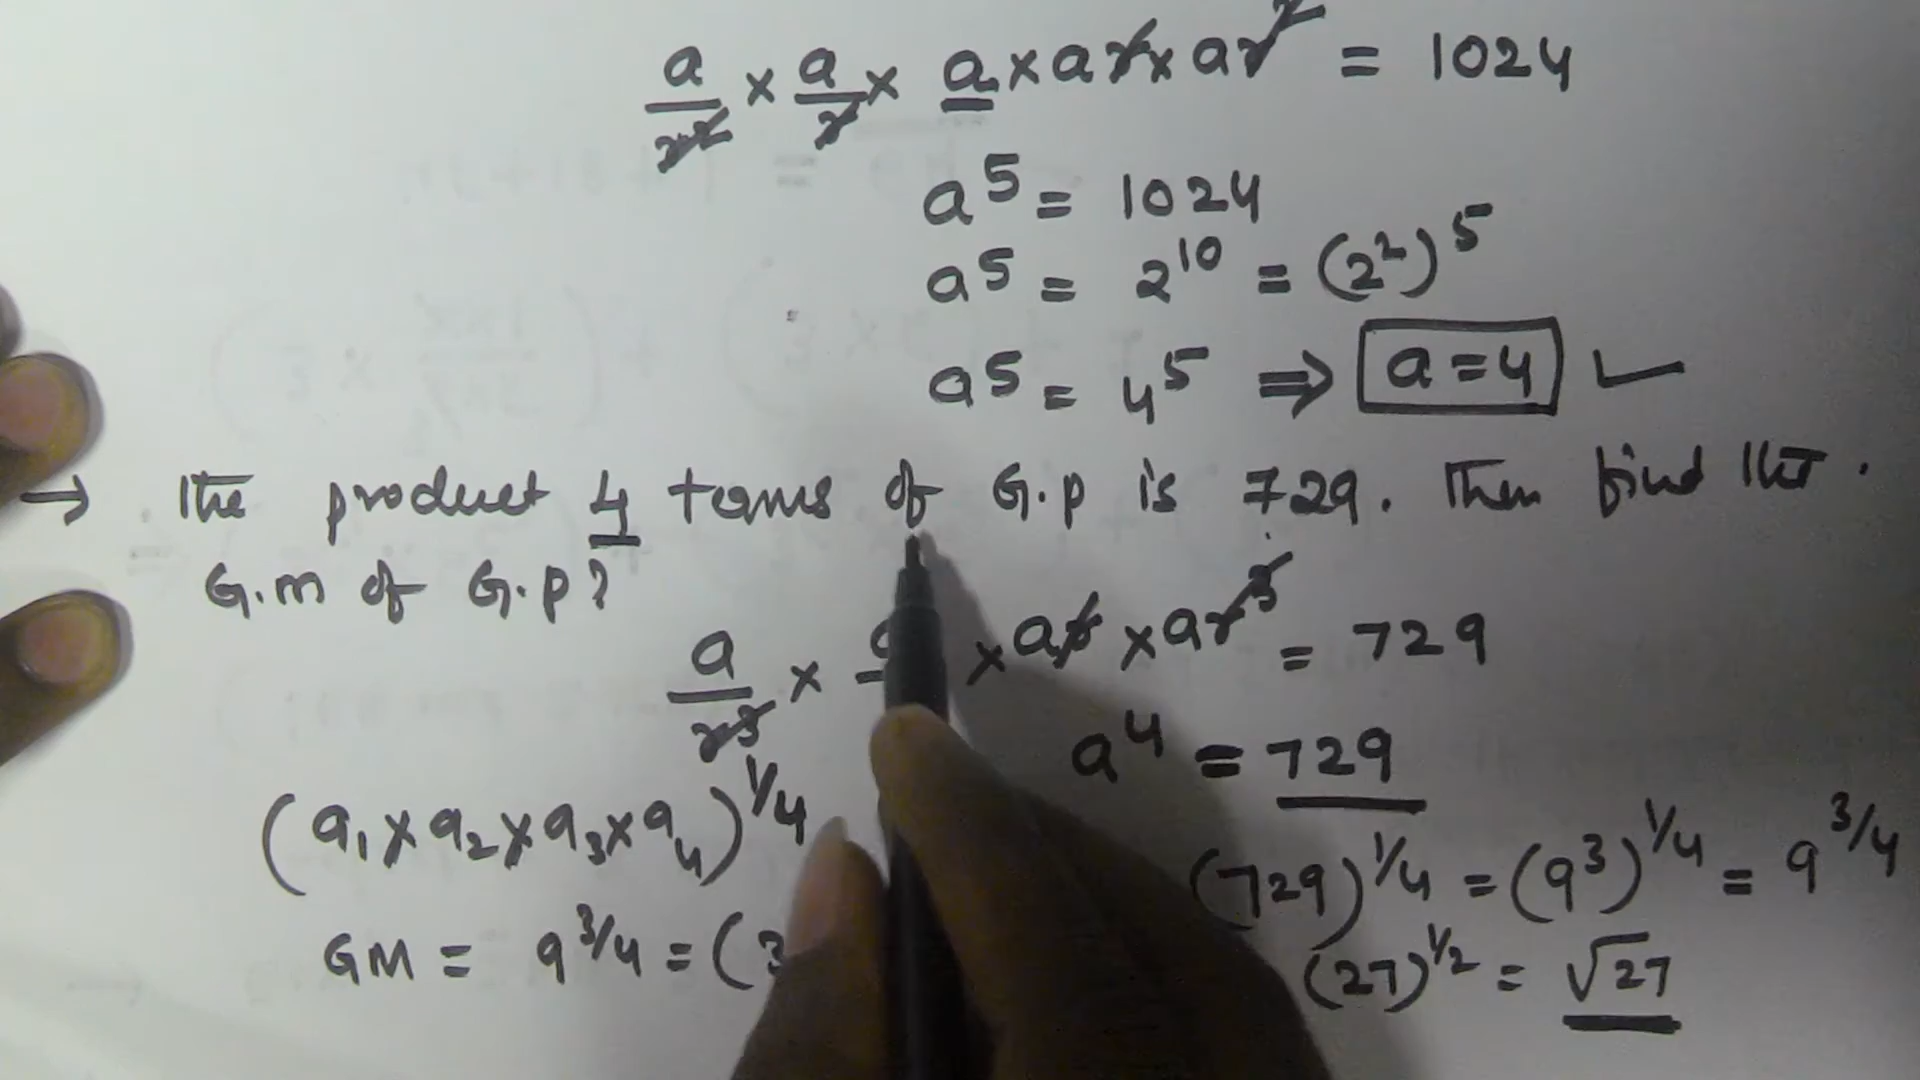 a/r² × a/r × a × ar × ar² = 1024
a⁵ = 1024
a⁵ = 2¹⁰ = (2²)⁵
a⁵ = 4⁵ ⇒ a = 4 ✓
→ The product 4 terms of G.P is 729. Then find the
G.m of G.P?
a/r³ × × ar × ar³ = 729
a⁴ = 729
(a₁ × a₂ × a₃ × a₄)^1/4
(729)^1/4 = (9³)^1/4 = 9^3/4
GM = 9^3/4 = (3
(27)^1/2 = √27